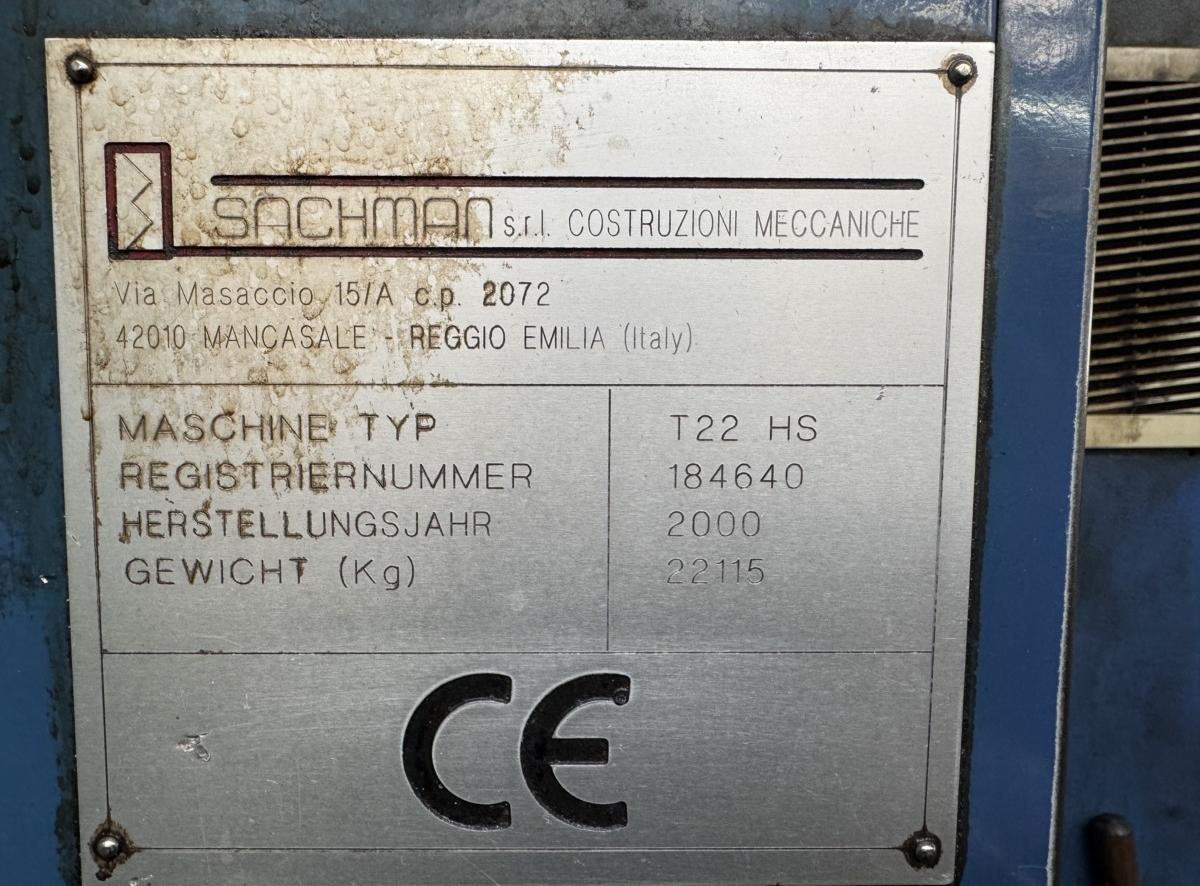 SACHMAN s.r.l. COSTRUZIONI MECCANICHE
Via Masaccio 15/A c.p. 2072
42010 MANCASALE - REGGIO EMILIA (Italy)
MASCHINE TYP T22 HS
REGISTRIERNUMMER 184640
HERSTELLUNGSJAHR 2000
GEWICHT (Kg) 22115
CE